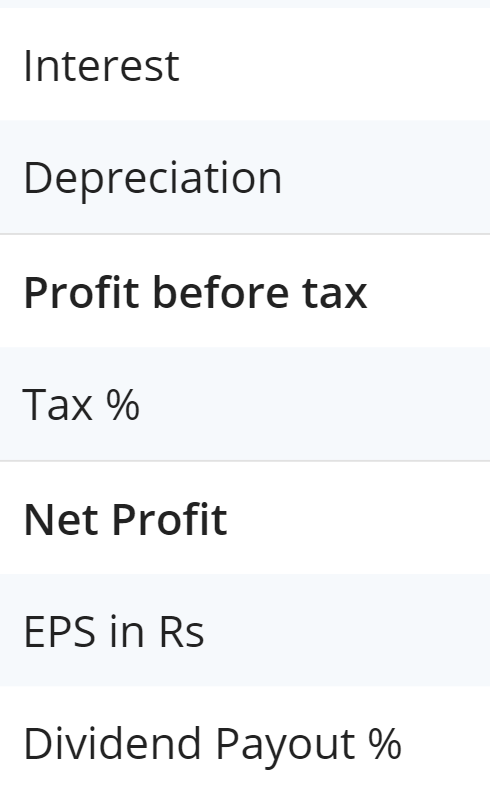 Interest
Depreciation
Profit before tax
Tax %
Net Profit
EPS in Rs
Dividend Payout %